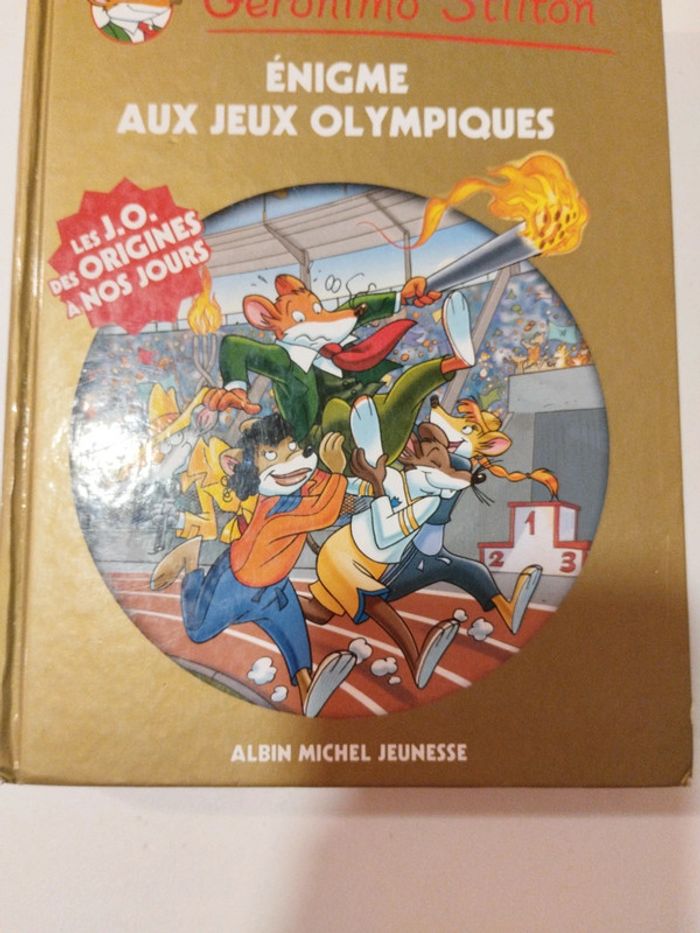 Geronimo Stilton
ÉNIGME
AUX JEUX OLYMPIQUES
LES J.O.
DES ORIGINES
À NOS JOURS
1
2 3
ALBIN MICHEL JEUNESSE